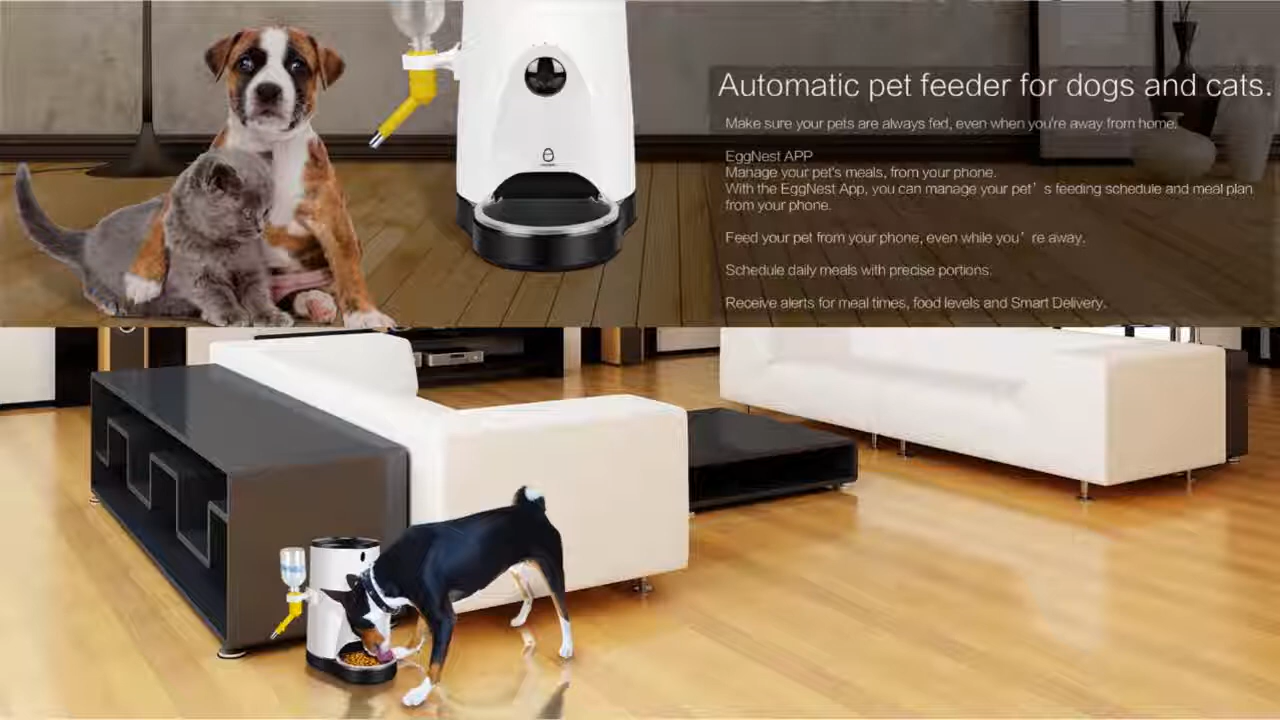 Automatic pet feeder for dogs and cats.
Make sure your pets are always fed, even when you're away from home.
EggNest APP
Manage your pet's meals, from your phone.
With the EggNest App, you can manage your pet's feeding schedule and meal plan
from your phone.
Feed your pet from your phone, even while you're away.
Schedule daily meals with precise portions.
Receive alerts for meal times, food levels and Smart Delivery.